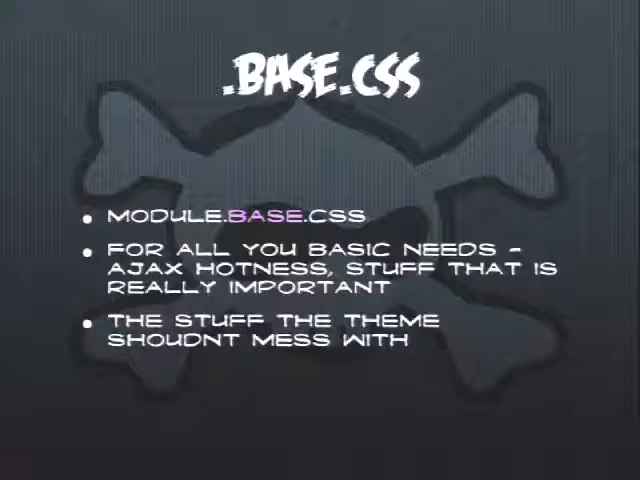 .BASE.CSS
• MODULE.BASE.CSS
• FOR ALL YOU BASIC NEEDS -
AJAX HOTNESS, STUFF THAT IS
REALLY IMPORTANT
• THE STUFF THE THEME
SHOUDNT MESS WITH